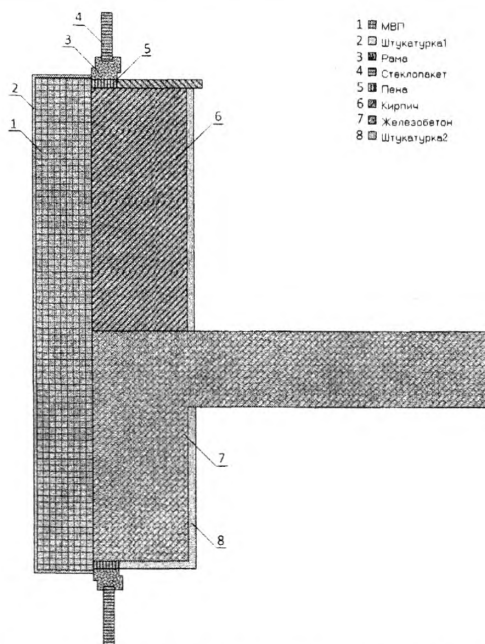 1 МВП
2 Штукатурка1
3 Рама
4 Стеклопакет
5 Пена
6 Кирпич
7 Железобетон
8 Штукатурка2
4
3
5
2
1
6
7
8